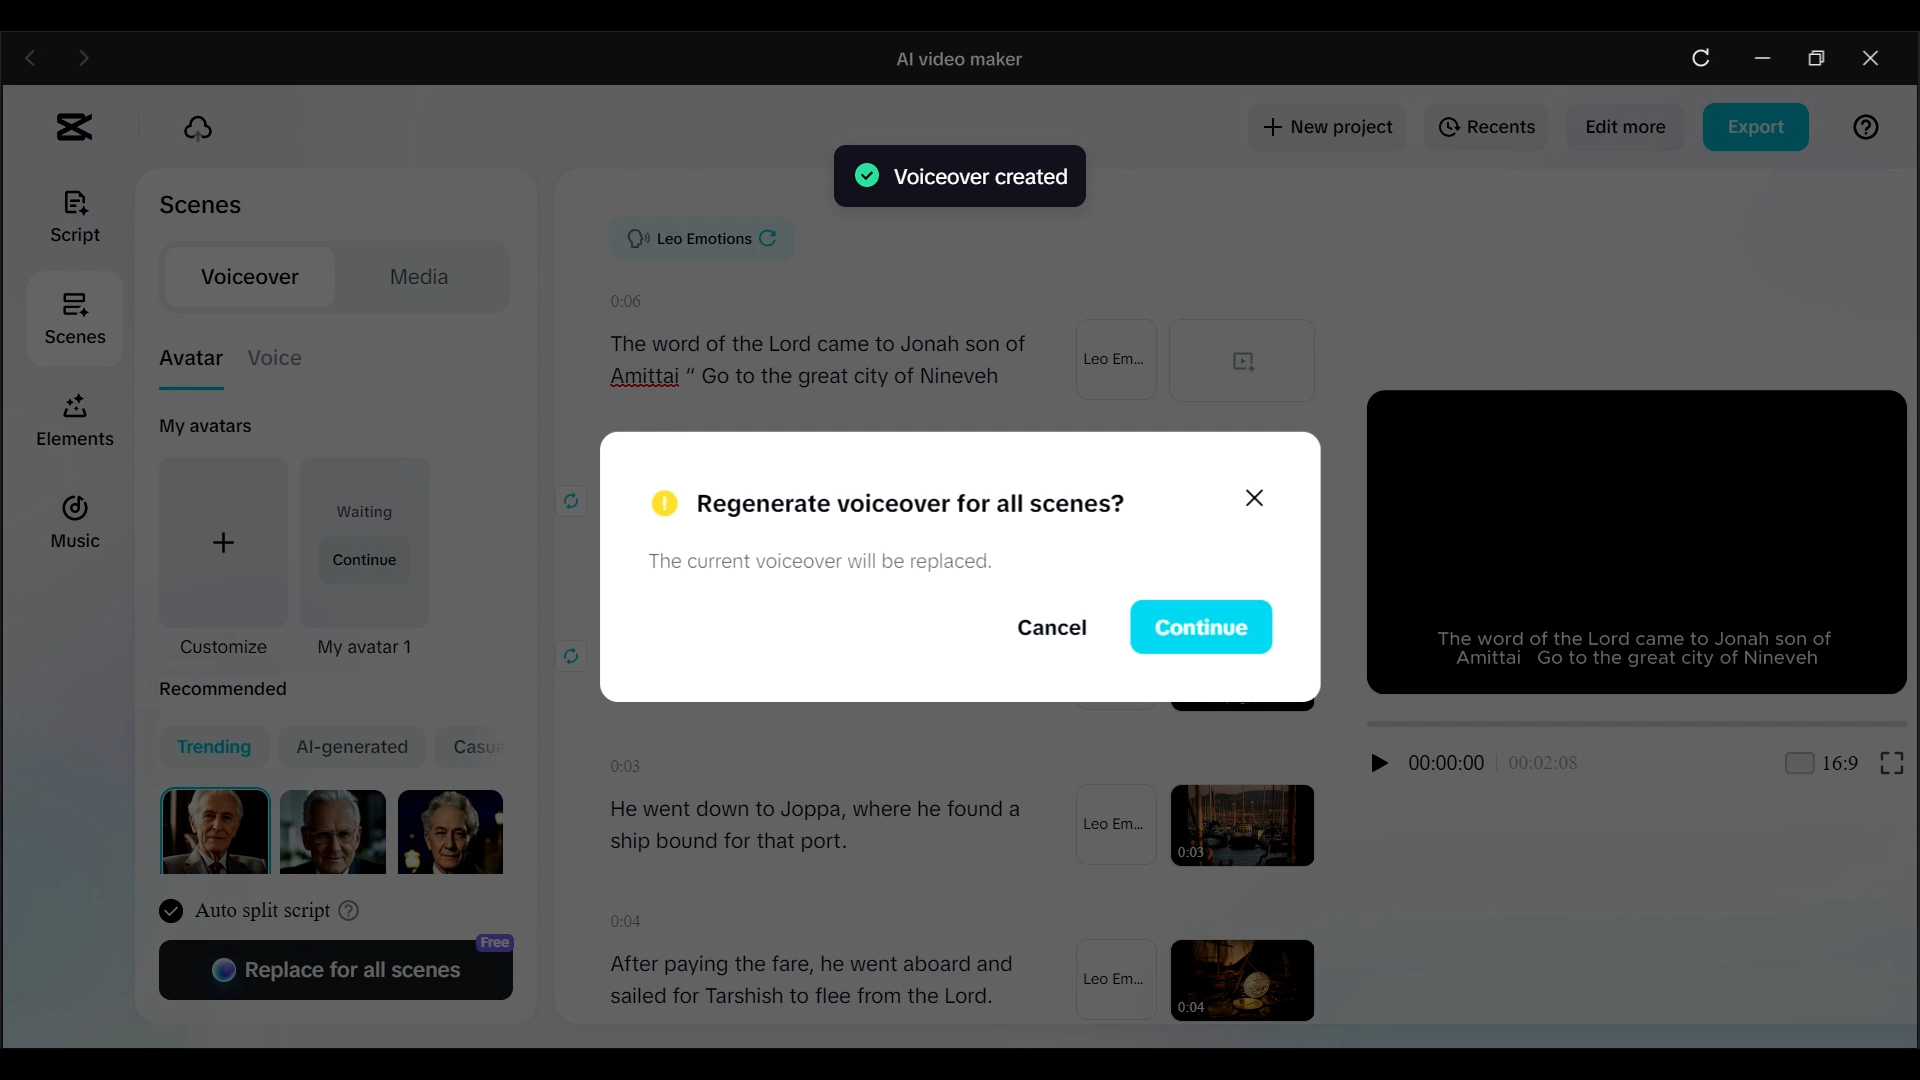 AI video maker
New project
Recents
Edit more
Export
Voiceover created
Script
Scenes
Elements
Music
Scenes
Voiceover
Media
Avatar
Voice
My avatars
Waiting
Continue
Customize
My avatar 1
Recommended
Trending
AI-generated
Auto split script
Free
Replace for all scenes
Leo Emotions
0:06
The word of the Lord came to Jonah son of
Amittai “ Go to the great city of Nineveh
Leo Em...
Regenerate voiceover for all scenes?
The current voiceover will be replaced.
Cancel
Continue
0:03
He went down to Joppa, where he found a
ship bound for that port.
Leo Em...
0:03
0:04
After paying the fare, he went aboard and
sailed for Tarshish to flee from the Lord.
Leo Em...
0:04
The word of the Lord came to Jonah son of
Amittai Go to the great city of Nineveh
00:00:00
00:02:08
16:9